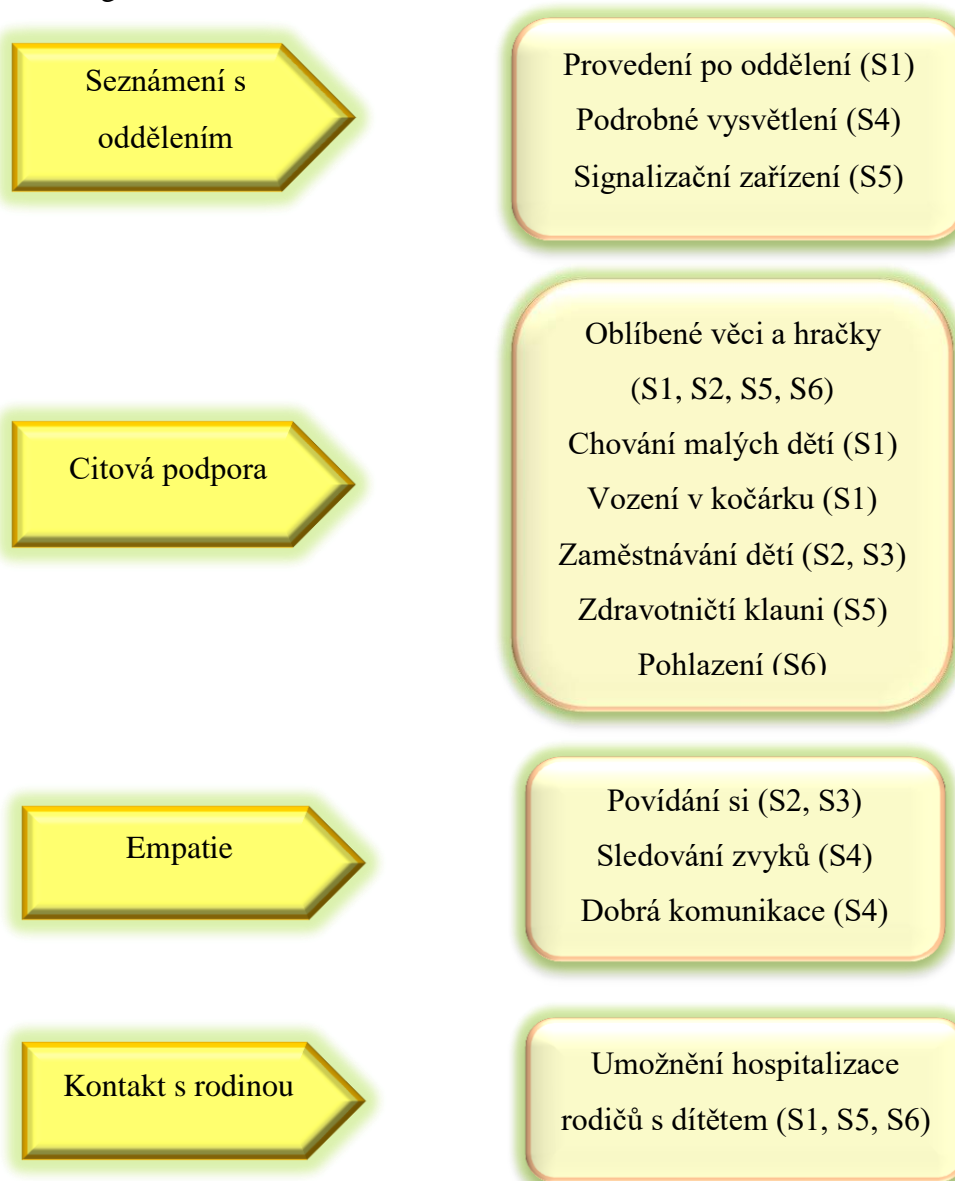 Seznámení s
oddělením
Provedení po oddělení (S1)
Podrobné vysvětlení (S4)
Signalizační zařízení (S5)
Citová podpora
Oblíbené věci a hračky
(S1, S2, S5, S6)
Chování malých dětí (S1)
Vození v kočárku (S1)
Zaměstnávání dětí (S2, S3)
Zdravotničtí klauni (S5)
Pohlazení (S6)
Empatie
Povídání si (S2, S3)
Sledování zvyků (S4)
Dobrá komunikace (S4)
Kontakt s rodinou
Umožnění hospitalizace
rodičů s dítětem (S1, S5, S6)